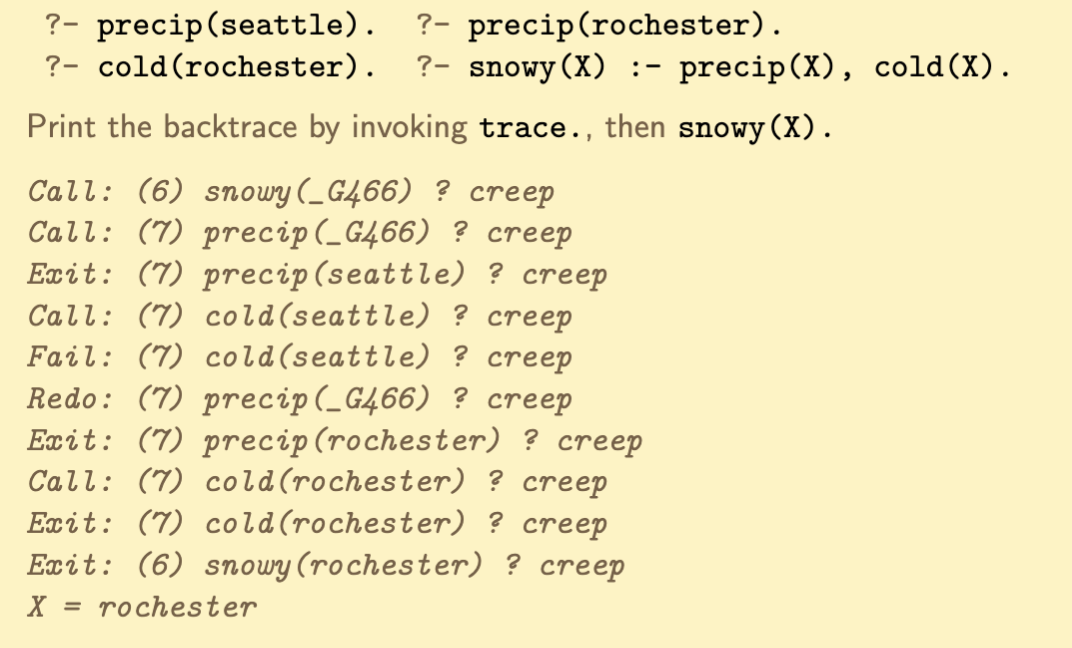 ?- precip(seattle). ?- precip(rochester).
?- cold(rochester). ?- snowy(X) :- precip(X), cold(X).
Print the backtrace by invoking trace., then snowy(X).
Call: (6) snowy(_G466) ? creep
Call: (7) precip(_G466) ? creep
Exit: (7) precip(seattle) ? creep
Call: (7) cold(seattle) ? creep
Fail: (7) cold(seattle) ? creep
Redo: (7) precip(_G466) ? creep
Exit: (7) precip(rochester) ? creep
Call: (7) cold(rochester) ? creep
Exit: (7) cold(rochester) ? creep
Exit: (6) snowy(rochester) ? creep
X = rochester